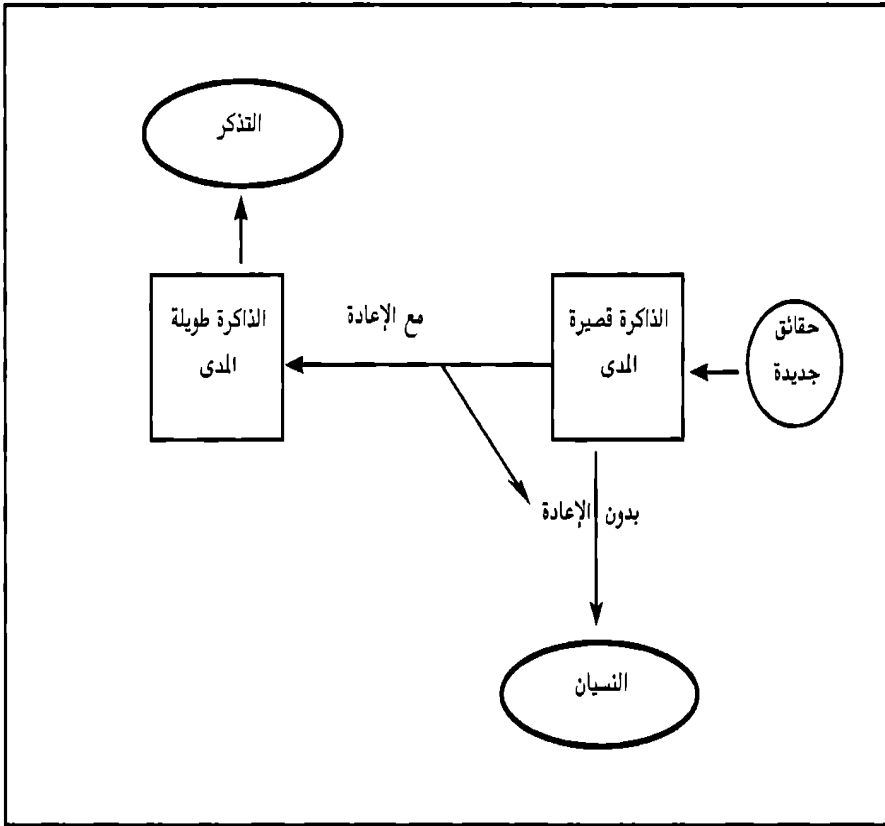 التذكر
حقائق
جديدة
الذاكرة قصيرة
المدى
مع الإعادة
الذاكرة طويلة
المدى
بدون الإعادة
النسيان